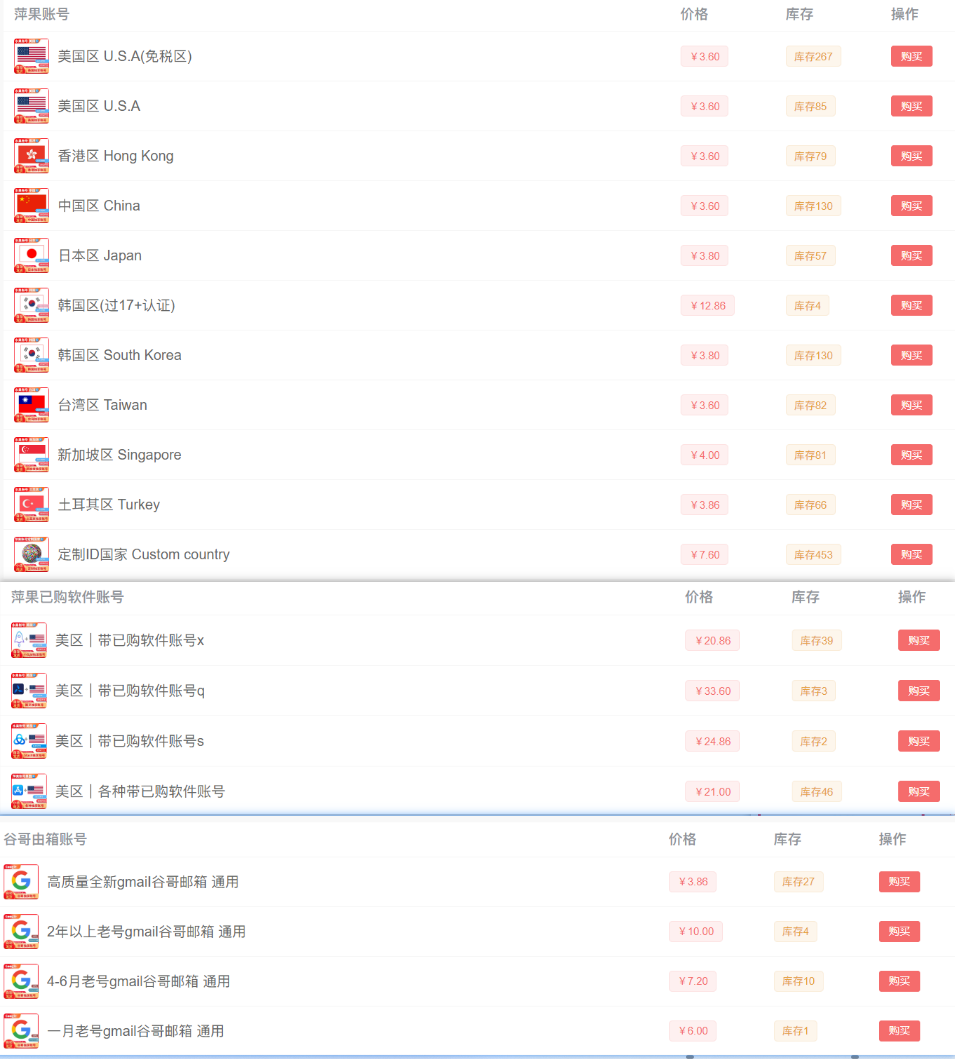 萍果账号 价格 库存 操作
美国区 U.S.A(免税区) ¥3.60 库存267 购买
美国区 U.S.A ¥3.60 库存85 购买
香港区 Hong Kong ¥3.60 库存79 购买
中国区 China ¥3.60 库存130 购买
日本区 Japan ¥3.80 库存57 购买
韩国区(过17+认证) ¥12.86 库存4 购买
韩国区 South Korea ¥3.80 库存130 购买
台湾区 Taiwan ¥3.60 库存82 购买
新加坡区 Singapore ¥4.00 库存81 购买
土耳其区 Turkey ¥3.86 库存66 购买
定制ID国家 Custom country ¥7.60 库存453 购买
萍果已购软件账号 价格 库存 操作
美区｜带已购软件账号x ¥20.86 库存39 购买
美区｜带已购软件账号q ¥33.60 库存3 购买
美区｜带已购软件账号s ¥24.86 库存2 购买
美区｜各种带已购软件账号 ¥21.00 库存46 购买
谷哥由箱账号 价格 库存 操作
高质量全新gmail谷哥邮箱 通用 ¥3.86 库存27 购买
2年以上老号gmail谷哥邮箱 通用 ¥10.00 库存4 购买
4-6月老号gmail谷哥邮箱 通用 ¥7.20 库存10 购买
一月老号gmail谷哥邮箱 通用 ¥6.00 库存1 购买